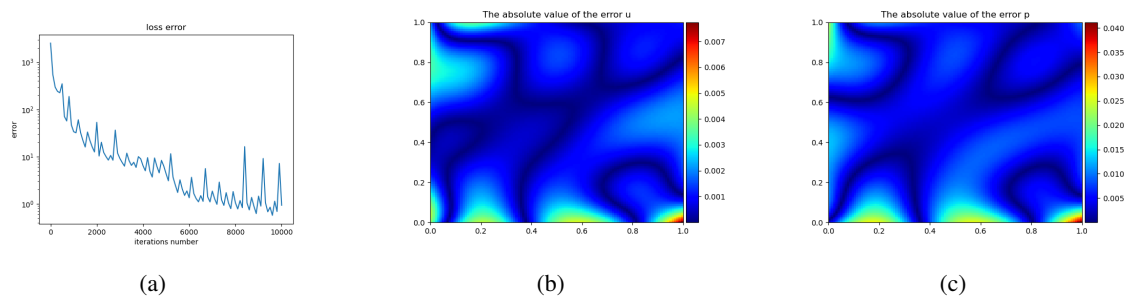 loss error
10³
10²
10¹
10⁰
error
0 2000 4000 6000 8000 10000
iterations number
(a)
The absolute value of the error u
1.0
0.8
0.6
0.4
0.2
0.0
0.0 0.2 0.4 0.6 0.8 1.0
0.007
0.006
0.005
0.004
0.003
0.002
0.001
(b)
The absolute value of the error p
1.0
0.8
0.6
0.4
0.2
0.0
0.0 0.2 0.4 0.6 0.8 1.0
0.040
0.035
0.030
0.025
0.020
0.015
0.010
0.005
(c)